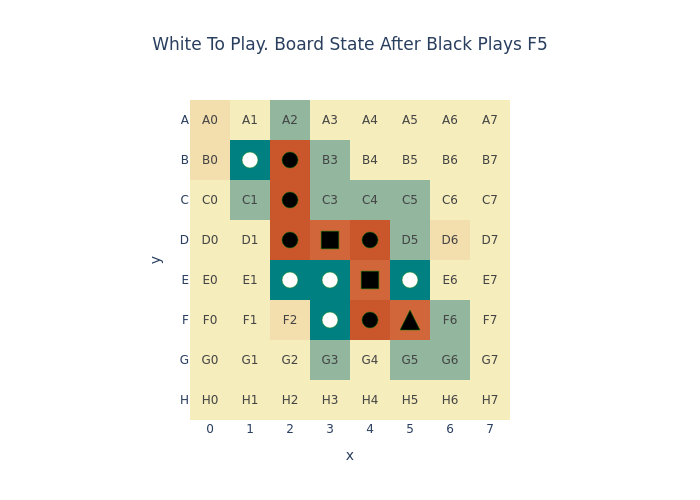 White To Play. Board State After Black Plays F5
A A0 A1 A2 A3 A4 A5 A6 A7
B B0 B3 B4 B5 B6 B7
C C0 C1 C3 C4 C5 C6 C7
D D0 D1 D5 D6 D7
y
E E0 E1 E6 E7
F F0 F1 F2 F6 F7
G G0 G1 G2 G3 G4 G5 G6 G7
H H0 H1 H2 H3 H4 H5 H6 H7
0 1 2 3 4 5 6 7
x